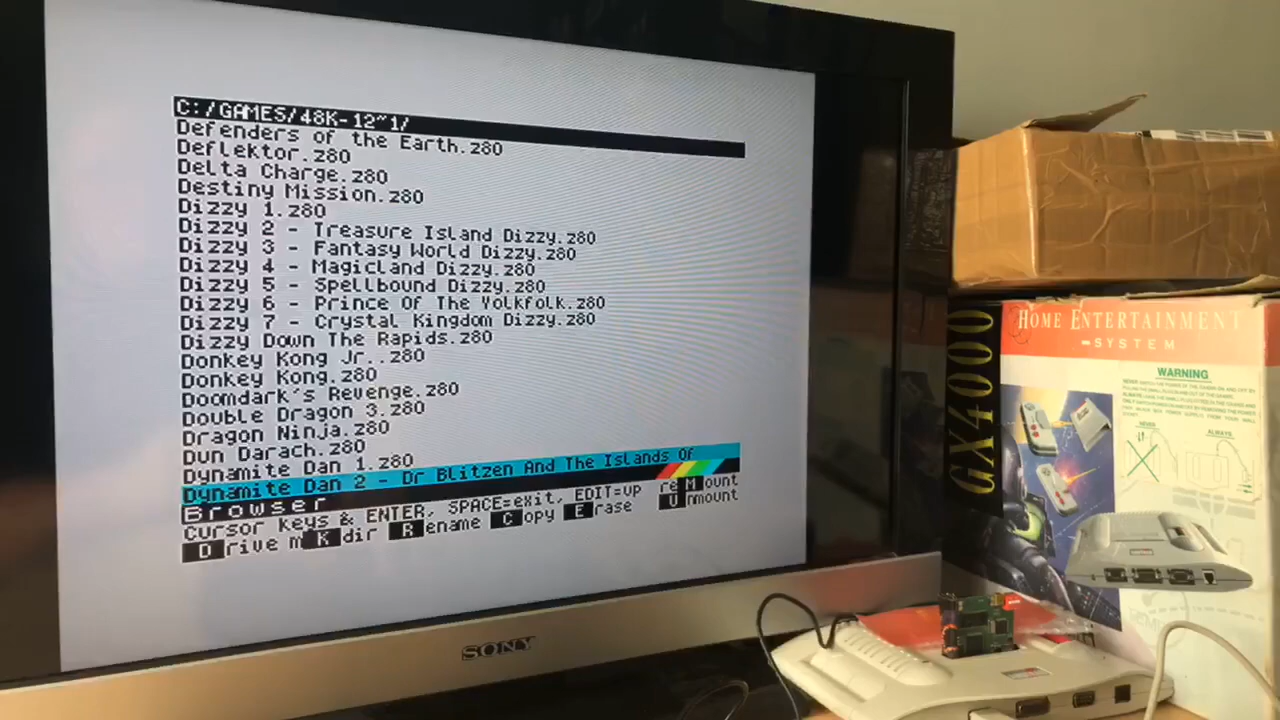 C:/GAMES/48K-12~1/
Defenders of the Earth.z80
Deflektor.z80
Delta Charge.z80
Destiny Mission.z80
Dizzy 1.z80
Dizzy 2 - Treasure Island Dizzy.z80
Dizzy 3 - Fantasy World Dizzy.z80
Dizzy 4 - Magicland Dizzy.z80
Dizzy 5 - Spellbound Dizzy.z80
Dizzy 6 - Prince Of The Yolkfolk.z80
Dizzy 7 - Crystal Kingdom Dizzy.z80
Dizzy Down The Rapids.z80
Donkey Kong Jr..z80
Donkey Kong.z80
Doomdark's Revenge.z80
Double Dragon 3.z80
Dragon Ninja.z80
Dun Darach.z80
Dynamite Dan 1.z80
Dynamite Dan 2 - Dr Blitzen And The Islands Of
Browser
Cursor keys & ENTER, SPACE=exit, EDIT=up reMount
Drive mKdir Rename Copy Erase Unmount
SONY
GX4000
HOME ENTERTAINMENT
SYSTEM
WARNING
NEVER
ALWAYS